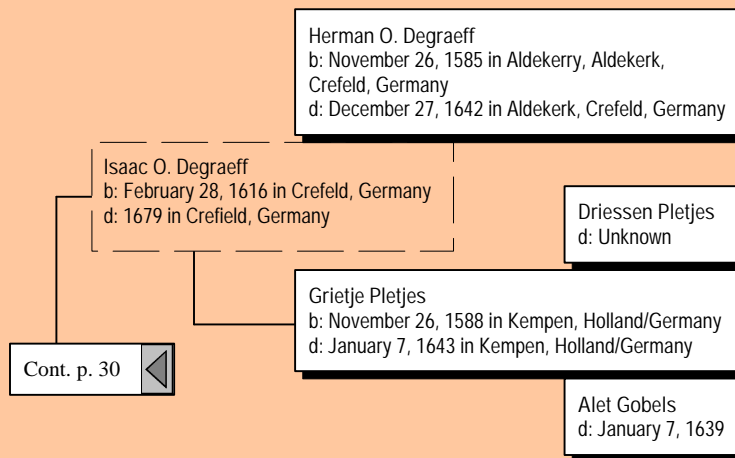 Herman O. Degraeff
b: November 26, 1585 in Aldekerry, Aldekerk,
Crefeld, Germany
d: December 27, 1642 in Aldekerk, Crefeld, Germany
Isaac O. Degraeff
b: February 28, 1616 in Crefeld, Germany
d: 1679 in Crefield, Germany
Driessen Pletjes
d: Unknown
Grietje Pletjes
b: November 26, 1588 in Kempen, Holland/Germany
d: January 7, 1643 in Kempen, Holland/Germany
Cont. p. 30
Alet Gobels
d: January 7, 1639